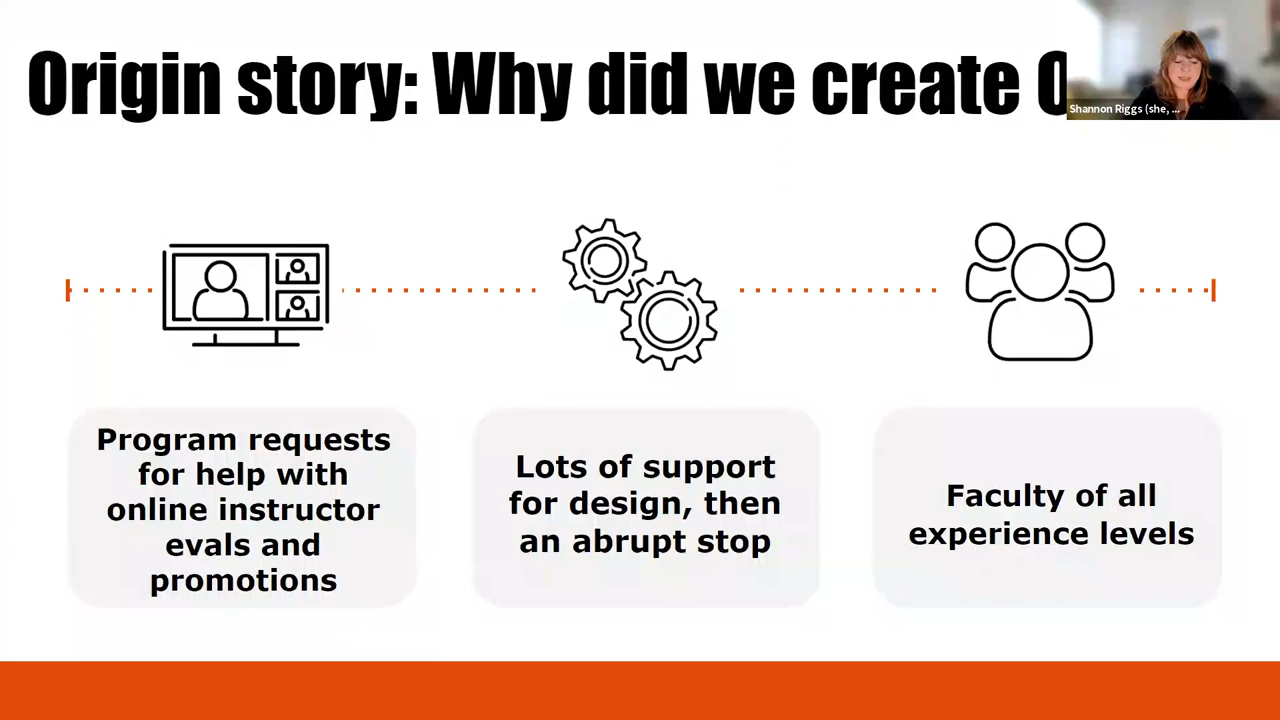 Origin story: Why did we create
Shannon Riggs (she, ...
Program requests
for help with
online instructor
evals and
promotions
Lots of support
for design, then
an abrupt stop
Faculty of all
experience levels